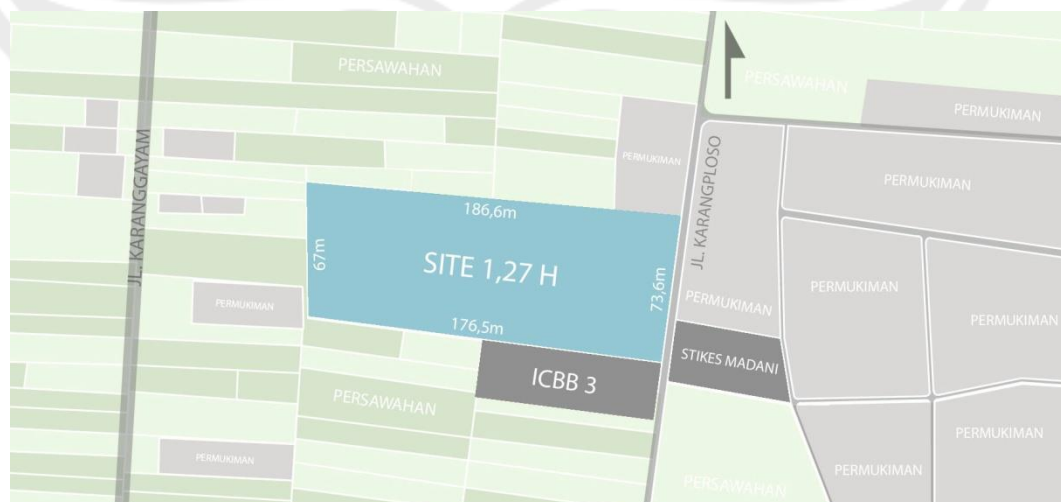 PERSAWAHAN
PERSAWAHAN
PERMUKIMAN
PERMUKIMAN
JL. KARANGGAYAM
JL. KARANGPLOSO
PERMUKIMAN
186,6m
67m
SITE 1,27 H
73,6m
176,5m
PERMUKIMAN
PERMUKIMAN
PERMUKIMAN
PERMUKIMAN
STIKES MADANI
ICBB 3
PERSAWAHAN
PERMUKIMAN
PERMUKIMAN
PERMUKIMAN
PERSAWAHAN